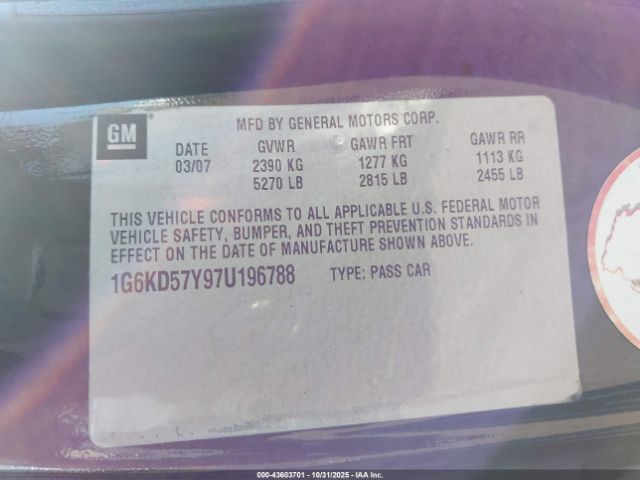 GM
MFD BY GENERAL MOTORS CORP.
DATE GVWR GAWR FRT GAWR RR
03/07 2390 KG 1277 KG 1113 KG
5270 LB 2815 LB 2455 LB
THIS VEHICLE CONFORMS TO ALL APPLICABLE U.S. FEDERAL MOTOR
VEHICLE SAFETY, BUMPER, AND THEFT PREVENTION STANDARDS IN
EFFECT ON THE DATE OF MANUFACTURE SHOWN ABOVE.
1G6KD57Y97U196788 TYPE: PASS CAR
000-43603701 - 10/31/2025 - IAAI.COM